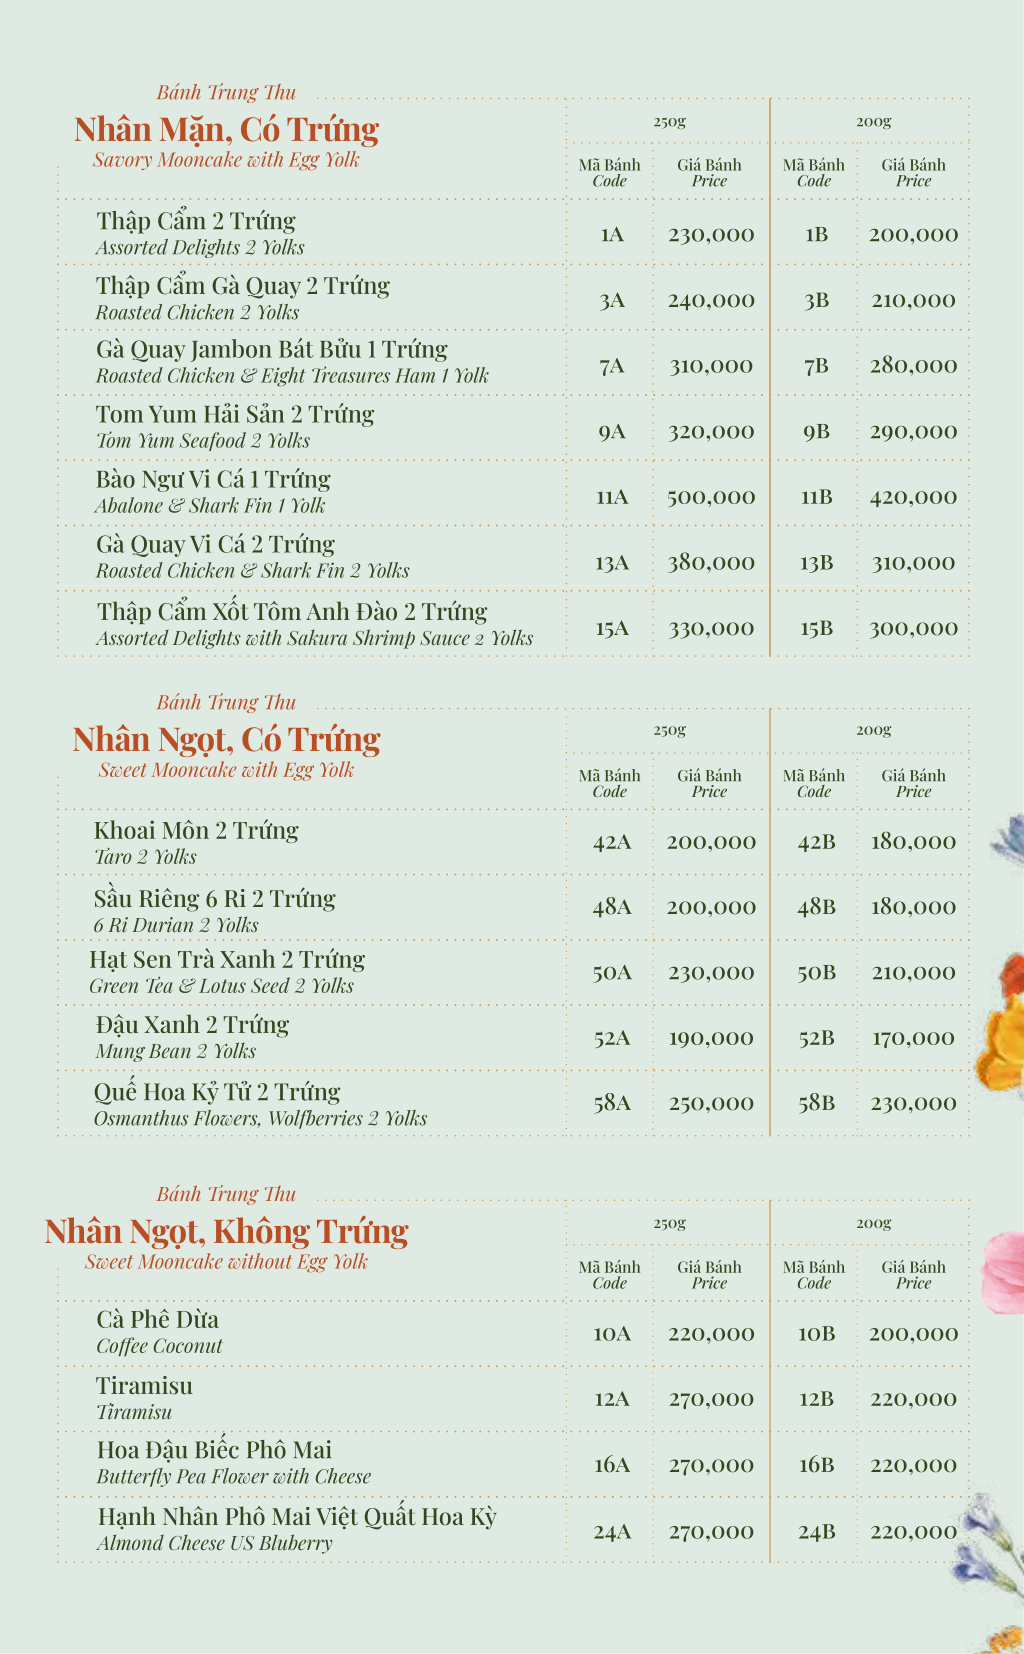 Bánh Trung Thu
Nhân Mặn, Có Trứng
Savory Mooncake with Egg Yolk
250g 200g
Mã Bánh Giá Bánh Mã Bánh Giá Bánh
Code Price Code Price
Thập Cẩm 2 Trứng
Assorted Delights 2 Yolks
1A 230,000 1B 200,000
Thập Cẩm Gà Quay 2 Trứng
Roasted Chicken 2 Yolks
3A 240,000 3B 210,000
Gà Quay Jambon Bát Bửu 1 Trứng
Roasted Chicken & Eight Treasures Ham 1 Yolk
7A 310,000 7B 280,000
Tom Yum Hải Sản 2 Trứng
Tom Yum Seafood 2 Yolks
9A 320,000 9B 290,000
Bào Ngư Vi Cá 1 Trứng
Abalone & Shark Fin 1 Yolk
11A 500,000 11B 420,000
Gà Quay Vi Cá 2 Trứng
Roasted Chicken & Shark Fin 2 Yolks
13A 380,000 13B 310,000
Thập Cẩm Xốt Tôm Anh Đào 2 Trứng
Assorted Delights with Sakura Shrimp Sauce 2 Yolks
15A 330,000 15B 300,000
Bánh Trung Thu
Nhân Ngọt, Có Trứng
Sweet Mooncake with Egg Yolk
250g 200g
Mã Bánh Giá Bánh Mã Bánh Giá Bánh
Code Price Code Price
Khoai Môn 2 Trứng
Taro 2 Yolks
42A 200,000 42B 180,000
Sầu Riêng 6 Ri 2 Trứng
6 Ri Durian 2 Yolks
48A 200,000 48B 180,000
Hạt Sen Trà Xanh 2 Trứng
Green Tea & Lotus Seed 2 Yolks
50A 230,000 50B 210,000
Đậu Xanh 2 Trứng
Mung Bean 2 Yolks
52A 190,000 52B 170,000
Quế Hoa Kỷ Tử 2 Trứng
Osmanthus Flowers, Wolfberries 2 Yolks
58A 250,000 58B 230,000
Bánh Trung Thu
Nhân Ngọt, Không Trứng
Sweet Mooncake without Egg Yolk
250g 200g
Mã Bánh Giá Bánh Mã Bánh Giá Bánh
Code Price Code Price
Cà Phê Dừa
Coffee Coconut
10A 220,000 10B 200,000
Tiramisu
Tiramisu
12A 270,000 12B 220,000
Hoa Đậu Biếc Phô Mai
Butterfly Pea Flower with Cheese
16A 270,000 16B 220,000
Hạnh Nhân Phô Mai Việt Quất Hoa Kỳ
Almond Cheese US Bluberry
24A 270,000 24B 220,000